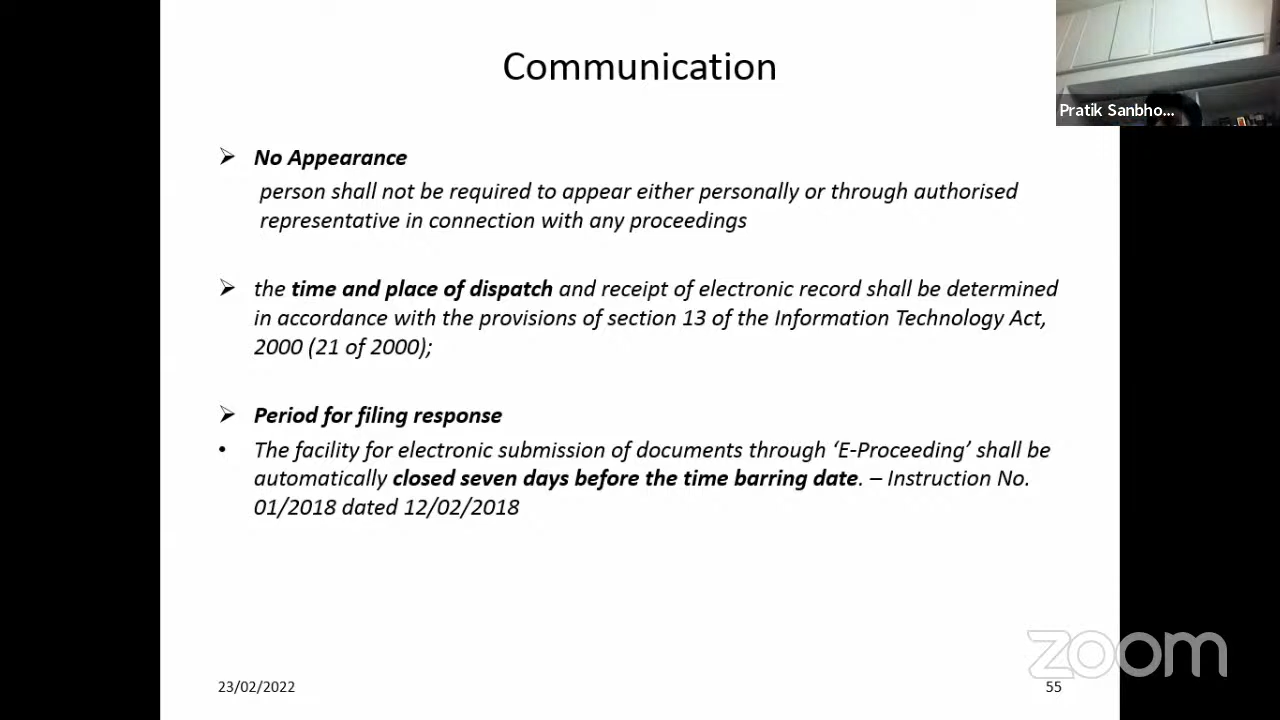 Communication
Pratik Sanbho...
➢ No Appearance
person shall not be required to appear either personally or through authorised
representative in connection with any proceedings
➢ the time and place of dispatch and receipt of electronic record shall be determined
in accordance with the provisions of section 13 of the Information Technology Act,
2000 (21 of 2000);
➢ Period for filing response
• The facility for electronic submission of documents through ‘E-Proceeding’ shall be
automatically closed seven days before the time barring date. – Instruction No.
01/2018 dated 12/02/2018
zoom
23/02/2022
55